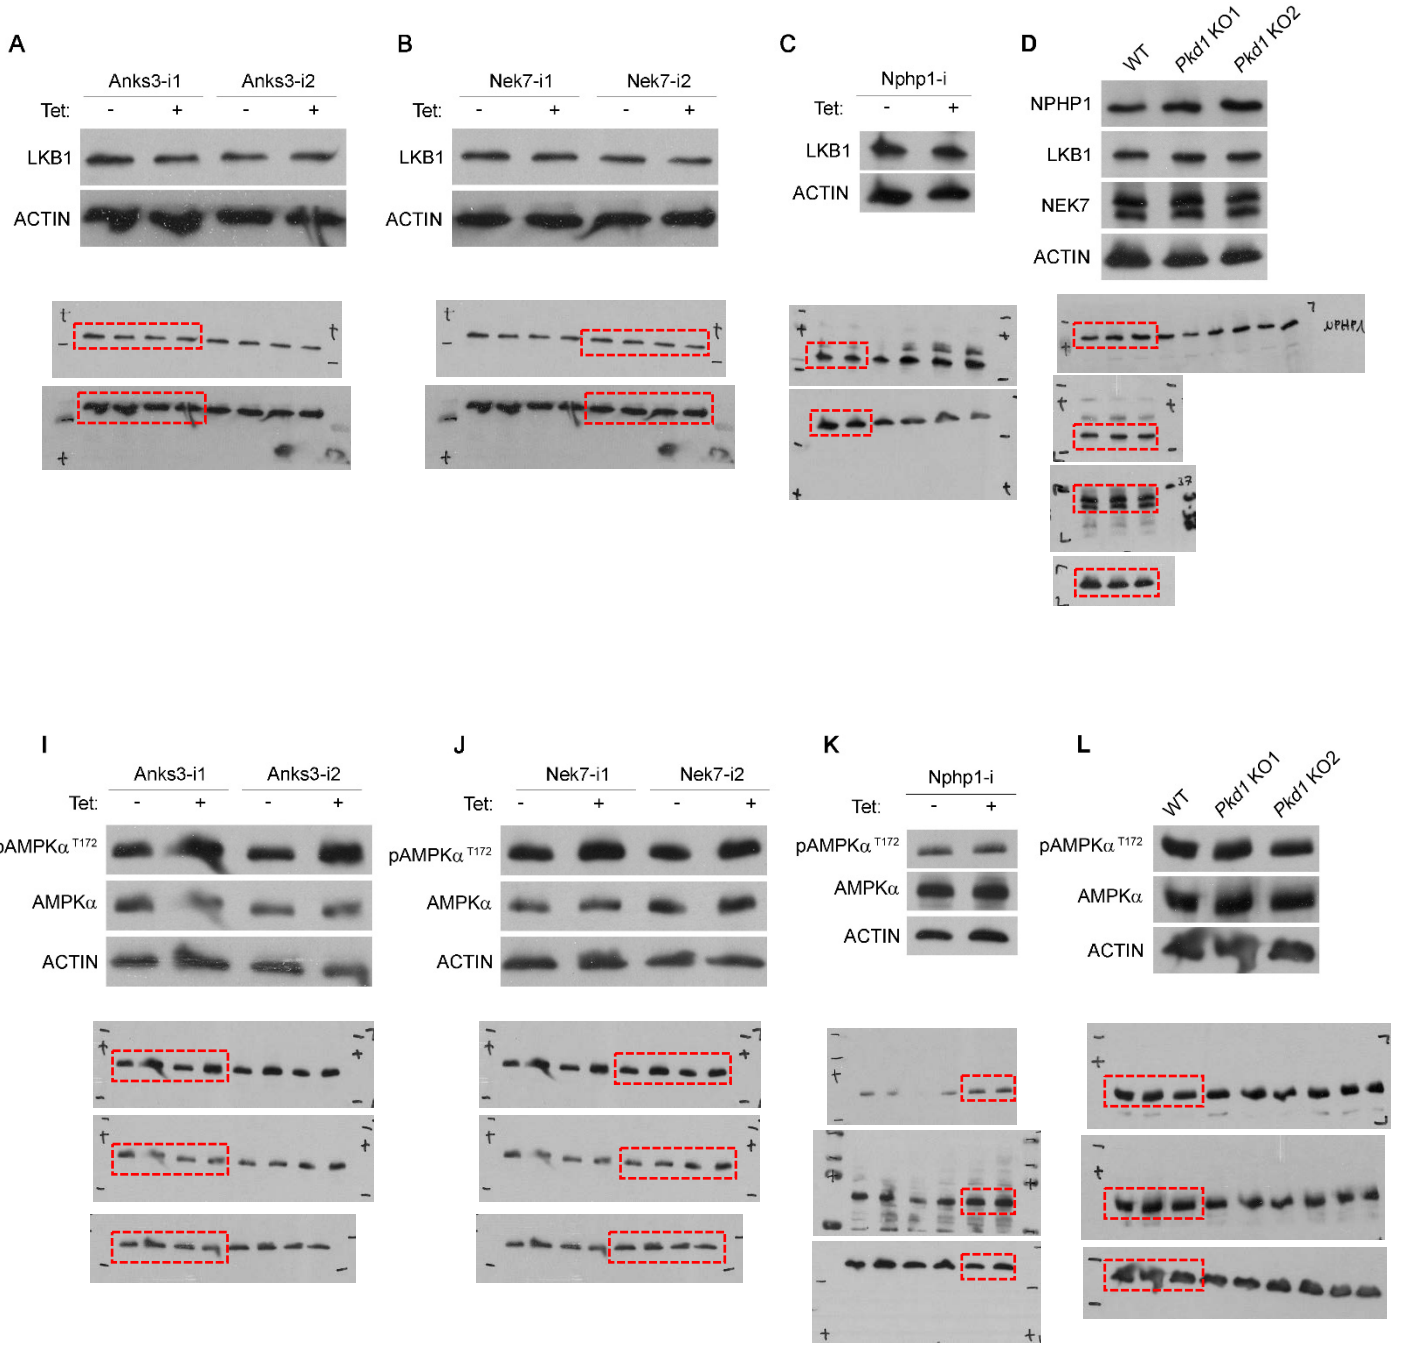 A
Anks3-i1 Anks3-i2
Tet: - + - +
LKB1
ACTIN
B
Nek7-i1 Nek7-i2
Tet: - + - +
LKB1
ACTIN
C
Nphp1-i
Tet: - +
LKB1
ACTIN
D
WT Pkd1 KO1 Pkd1 KO2
NPHP1
LKB1
NEK7
ACTIN
NPHP1
37
I
Anks3-i1 Anks3-i2
Tet: - + - +
pAMPKα T172
AMPKα
ACTIN
J
Nek7-i1 Nek7-i2
Tet: - + - +
pAMPKα T172
AMPKα
ACTIN
K
Nphp1-i
Tet: - +
pAMPKα T172
AMPKα
ACTIN
L
WT Pkd1 KO1 Pkd1 KO2
pAMPKα T172
AMPKα
ACTIN